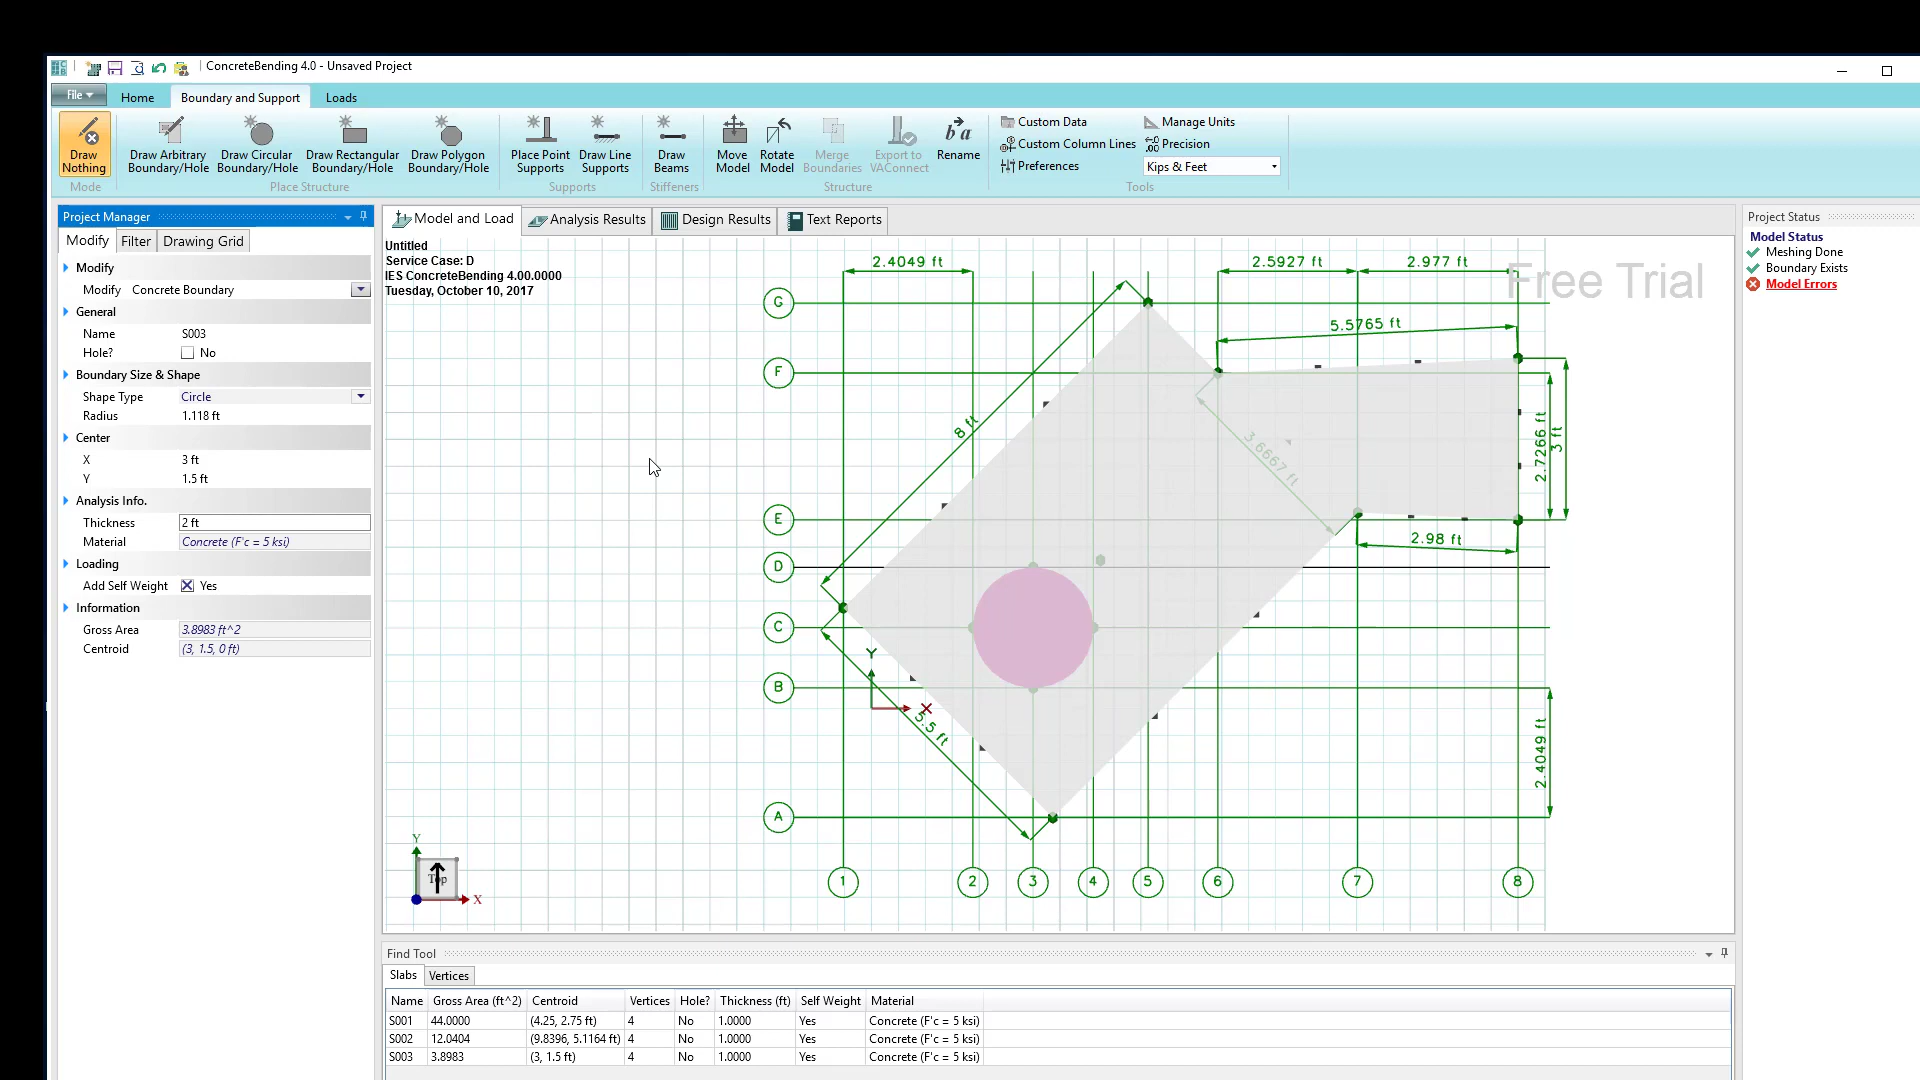 ConcreteBending 4.0 - Unsaved Project
File Home Boundary and Support Loads
Draw Nothing
Draw Arbitrary Boundary/Hole
Draw Circular Boundary/Hole
Draw Rectangular Boundary/Hole
Draw Polygon Boundary/Hole
Place Point Supports
Draw Line Supports
Draw Beams
Move Model
Rotate Model
Merge Boundaries
Export to VAConnect
b a
Rename
Custom Data
Custom Column Lines
Preferences
Manage Units
Precision
Kips & Feet
Mode Place Structure Supports Stiffeners Structure Tools
Project Manager
Modify Filter Drawing Grid
Modify
Modify Concrete Boundary
General
Name S003
Hole? No
Boundary Size & Shape
Shape Type Circle
Radius 1.118 ft
Center
X 3 ft
Y 1.5 ft
Analysis Info.
Thickness 2 ft
Material Concrete (F'c = 5 ksi)
Loading
Add Self Weight Yes
Information
Gross Area 3.8983 ft^2
Centroid (3, 1.5, 0 ft)
Model and Load Analysis Results Design Results Text Reports
Untitled
Service Case: D
IES ConcreteBending 4.00.0000
Tuesday, October 10, 2017
2.4049 ft 2.5927 ft 2.977 ft
Free Trial
G
5.5765 ft
F
8 ft
3.6667 ft
2.7266 ft
3 ft
E
2.98 ft
D
C
Y
B
X
5.5 ft
2.4049 ft
A
1 2 3 4 5 6 7 8
Y
Top
X
Project Status
Model Status
Meshing Done
Boundary Exists
Model Errors
Find Tool
Slabs Vertices
Name Gross Area (ft^2) Centroid Vertices Hole? Thickness (ft) Self Weight Material
S001 44.0000 (4.25, 2.75 ft) 4 No 1.0000 Yes Concrete (F'c = 5 ksi)
S002 12.0404 (9.8396, 5.1164 ft) 4 No 1.0000 Yes Concrete (F'c = 5 ksi)
S003 3.8983 (3, 1.5 ft) 4 No 1.0000 Yes Concrete (F'c = 5 ksi)